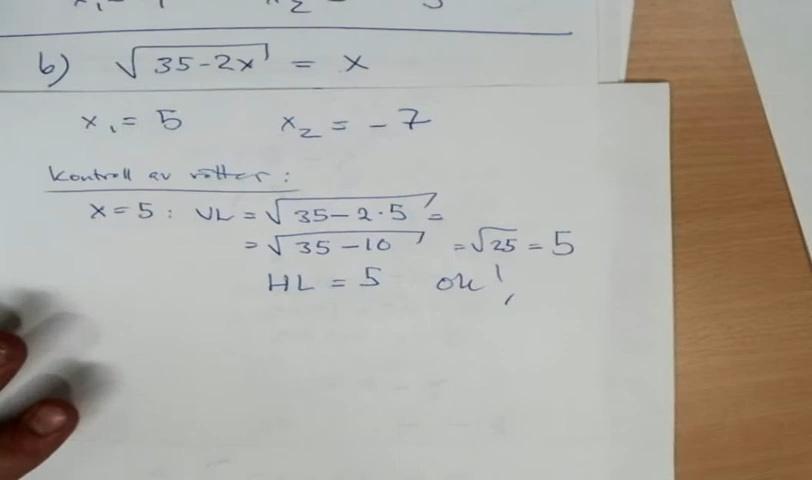 b) √35-2x = x
x₁ = 5 x₂ = -7
Kontroll av rötter:
x=5: VL = √35-2·5 =
= √35-10 = √25 = 5
HL = 5 ok!